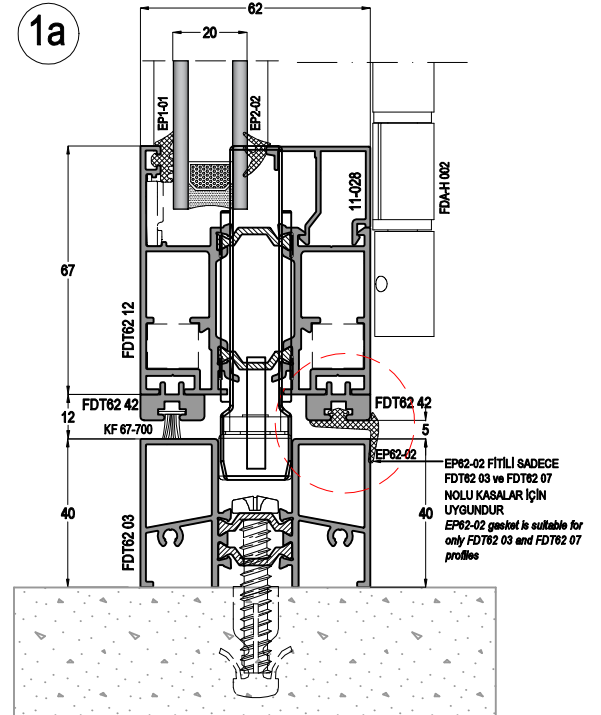 1a
62
20
EP1-01
EP2-02
11-028
FDA-H 002
67
FDT62 12
FDT62 42
FDT62 42
12
KF 67-700
5
EP62-02
EP62-02 FİTİLİ SADECE
FDT62 03 ve FDT62 07
NOLU KASALAR İÇİN
UYGUNDUR
EP62-02 gasket is suitable for
only FDT62 03 and FDT62 07
profiles
40
FDT62 03
40